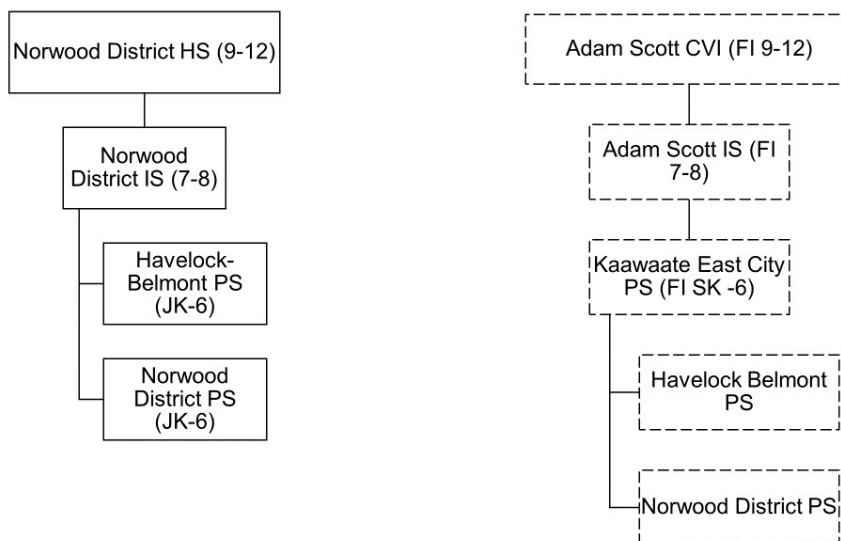 Norwood District HS (9-12)
Norwood
District IS (7-8)
Havelock-
Belmont PS
(JK-6)
Norwood
District PS
(JK-6)
Adam Scott CVI (FI 9-12)
Adam Scott IS (FI
7-8)
Kaawaate East City
PS (FI SK -6)
Havelock Belmont
PS
Norwood District PS